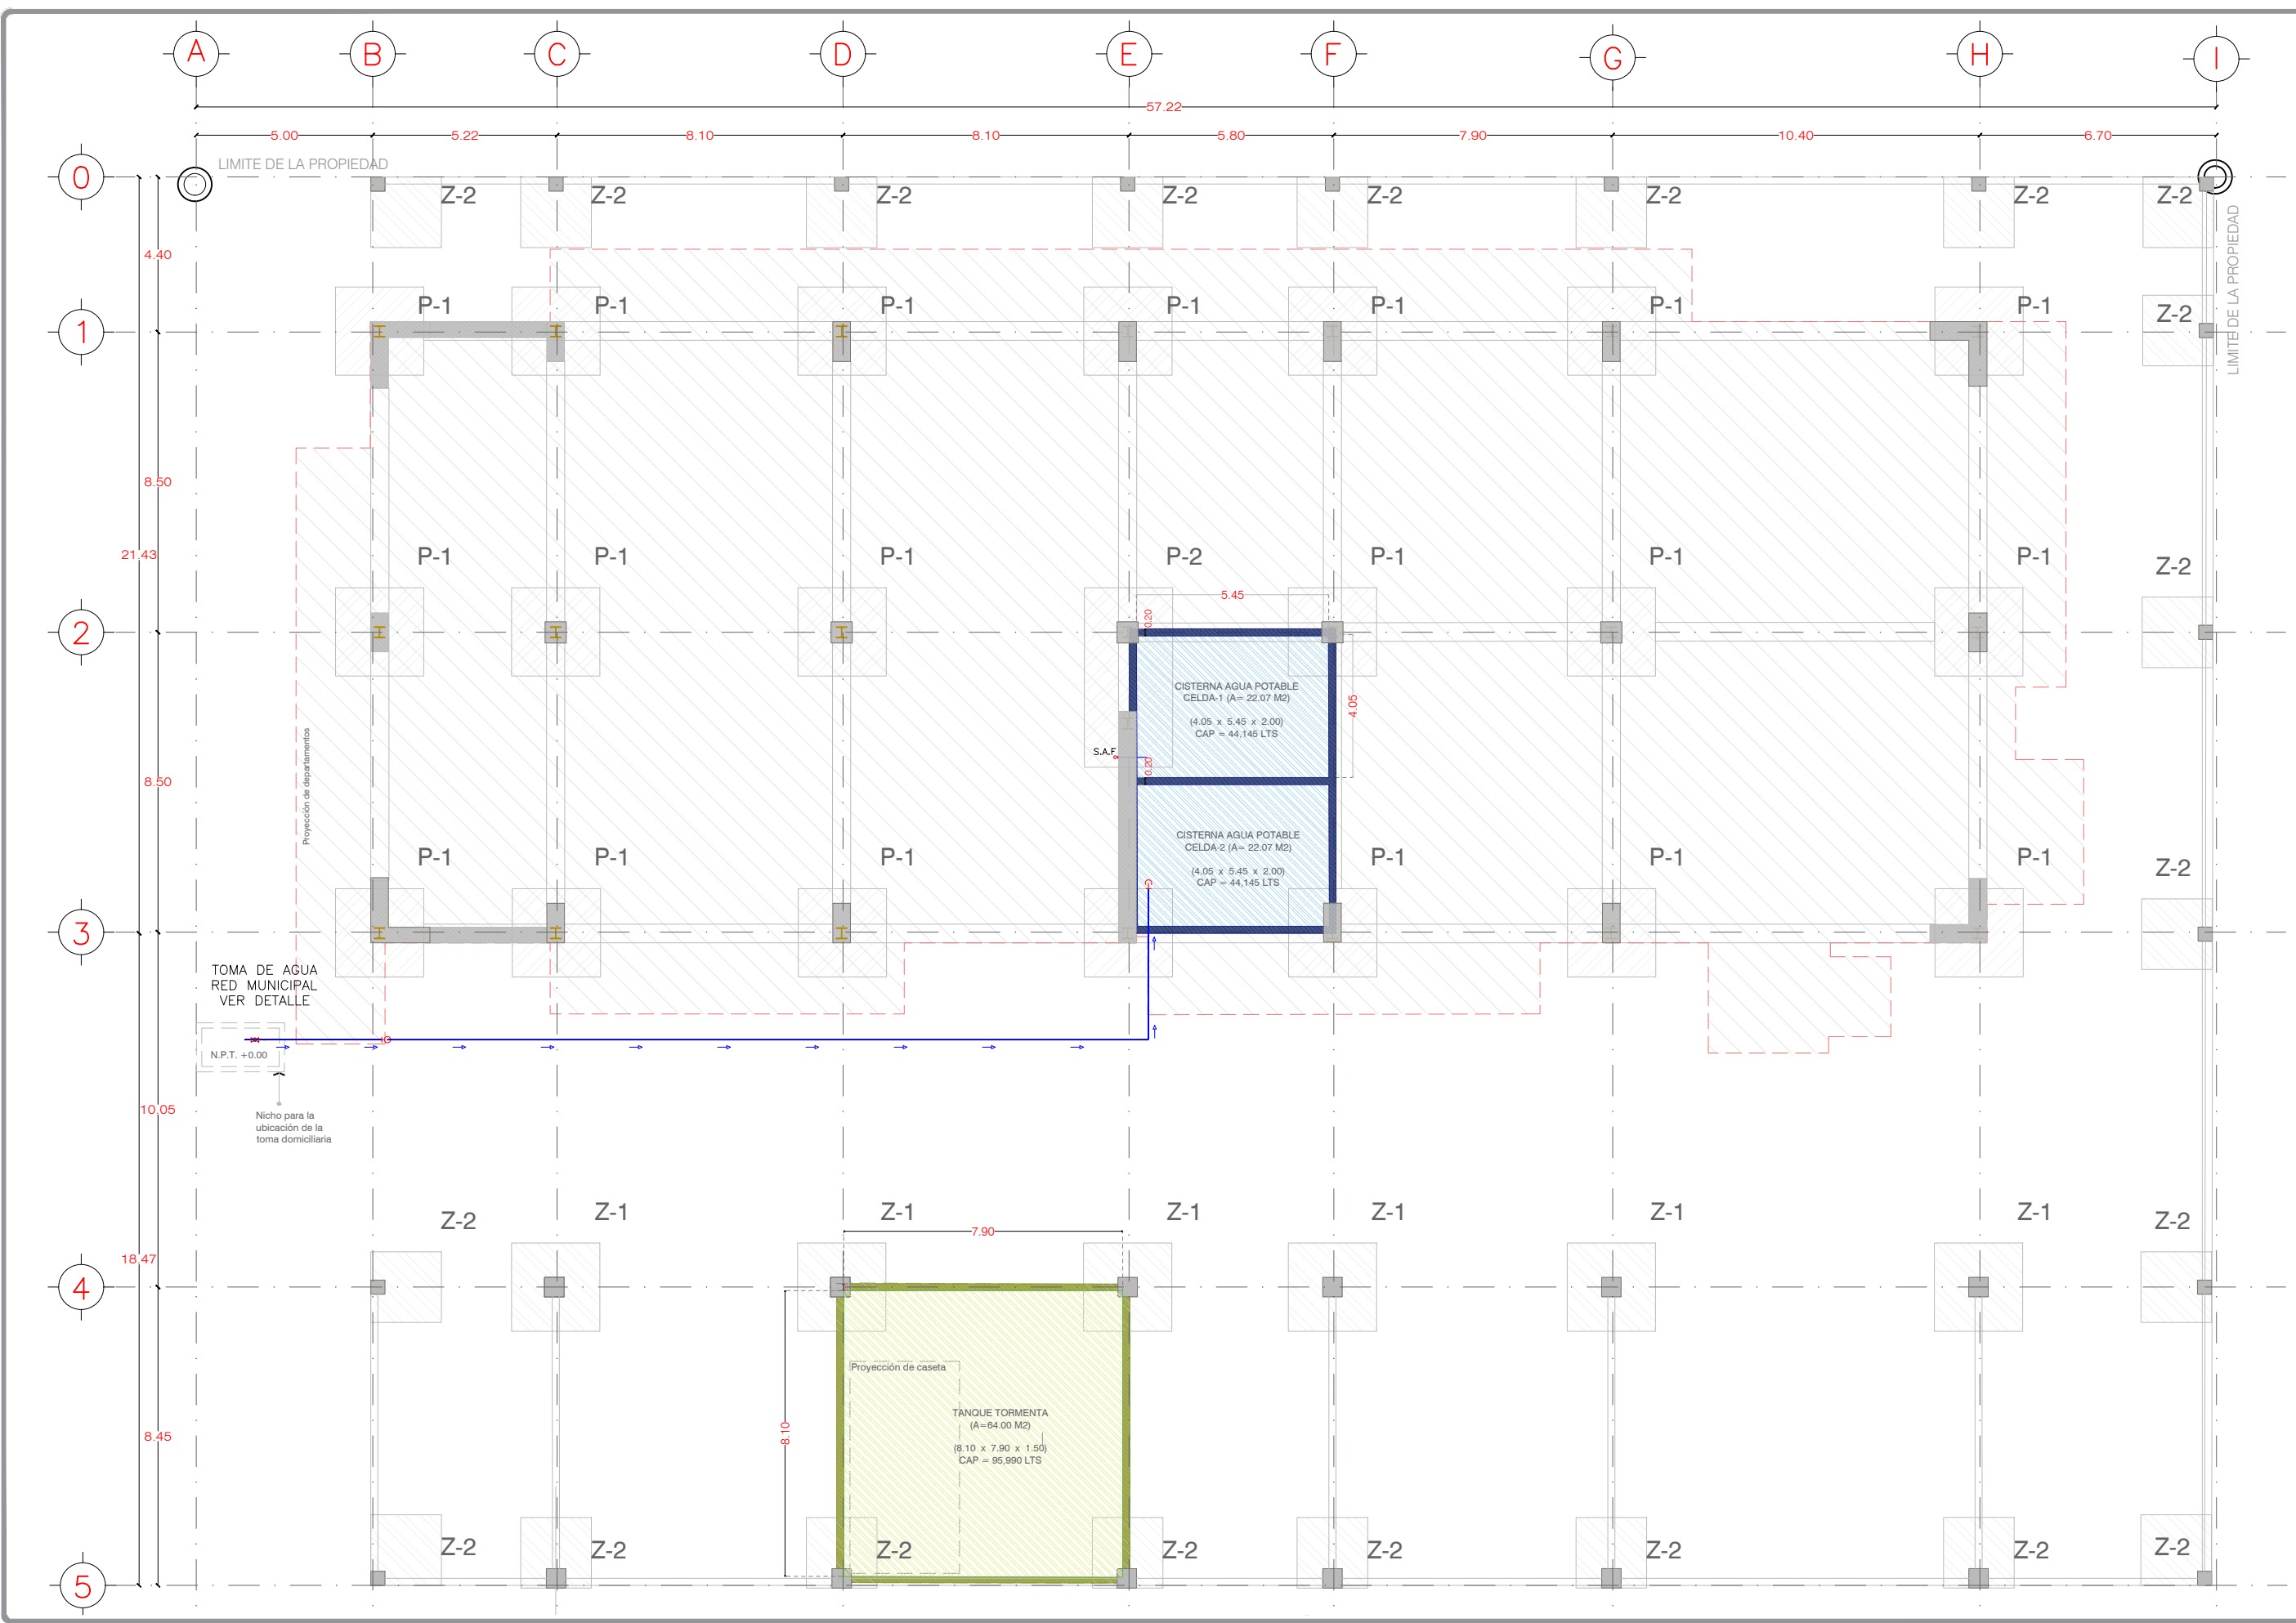 A B C D E F G H I
57.22
5.00 5.22 8.10 8.10 5.80 7.90 10.40 6.70
LIMITE DE LA PROPIEDAD
0
Z-2 Z-2 Z-2 Z-2 Z-2 Z-2 Z-2 Z-2
LIMITE DE LA PROPIEDAD
4.40
P-1 P-1 P-1 P-1 P-1 P-1 P-1 Z-2
1
8.50
21.43
P-1 P-1 P-1 P-2 P-1 P-1 P-1 Z-2
5.45
0.20
2
CISTERNA AGUA POTABLE
CELDA-1 (A= 22.07 M2)
(4.05 x 5.45 x 2.00)
CAP = 44,145 LTS
4.05
S.A.F.
0.20
Proyección de departamentos
8.50
CISTERNA AGUA POTABLE
CELDA-2 (A= 22.07 M2)
(4.05 x 5.45 x 2.00)
CAP = 44,145 LTS
P-1 P-1 P-1 P-1 P-1 P-1 Z-2
3
TOMA DE AGUA
RED MUNICIPAL
VER DETALLE
N.P.T. +0.00
Nicho para la
ubicación de la
toma domiciliaria
10.05
Z-2 Z-1 Z-1 Z-1 Z-1 Z-1 Z-1 Z-2
7.90
18.47
4
Proyección de caseta
8.10
TANQUE TORMENTA
(A=64.00 M2)
(8.10 x 7.90 x 1.50)
CAP = 95,990 LTS
8.45
Z-2 Z-2 Z-2 Z-2 Z-2 Z-2 Z-2 Z-2
5